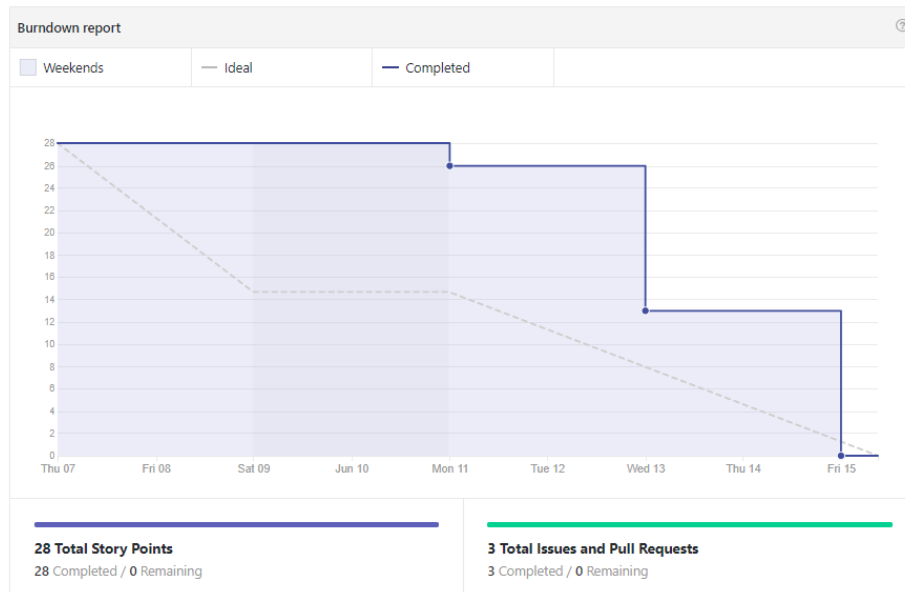 Burndown report
Weekends
Ideal
Completed
28
26
24
22
20
18
16
14
12
10
8
6
4
2
0
Thu 07 Fri 08 Sat 09 Jun 10 Mon 11 Tue 12 Wed 13 Thu 14 Fri 15
28 Total Story Points
28 Completed / 0 Remaining
3 Total Issues and Pull Requests
3 Completed / 0 Remaining